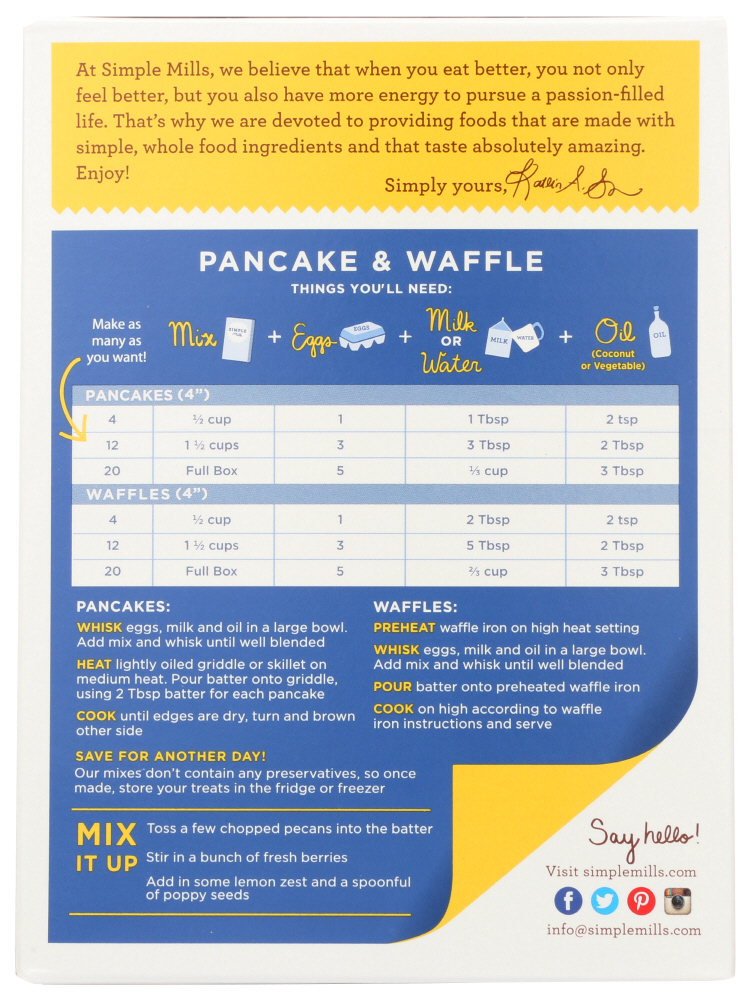 At Simple Mills, we believe that when you eat better, you not only
feel better, but you also have more energy to pursue a passion-filled
life. That's why we are devoted to providing foods that are made with
simple, whole food ingredients and that taste absolutely amazing.
Enjoy!
Simply yours,
PANCAKE & WAFFLE
THINGS YOU'LL NEED:
Make as
many as
you want!
Mix
SIMPLE
+
Eggs
EGGS
+
Milk
OR
Water
MILK
WATER
+
Oil
(Coconut
or Vegetable)
OIL
PANCAKES (4")
4 ½ cup 1 1 Tbsp 2 tsp
12 1 ½ cups 3 3 Tbsp 2 Tbsp
20 Full Box 5 ⅓ cup 3 Tbsp
WAFFLES (4")
4 ½ cup 1 2 Tbsp 2 tsp
12 1 ½ cups 3 5 Tbsp 2 Tbsp
20 Full Box 5 ⅔ cup 3 Tbsp
PANCAKES:
WHISK eggs, milk and oil in a large bowl.
Add mix and whisk until well blended
HEAT lightly oiled griddle or skillet on
medium heat. Pour batter onto griddle,
using 2 Tbsp batter for each pancake
COOK until edges are dry, turn and brown
other side
WAFFLES:
PREHEAT waffle iron on high heat setting
WHISK eggs, milk and oil in a large bowl.
Add mix and whisk until well blended
POUR batter onto preheated waffle iron
COOK on high according to waffle
iron instructions and serve
SAVE FOR ANOTHER DAY!
Our mixes don't contain any preservatives, so once
made, store your treats in the fridge or freezer
MIX
IT UP
Toss a few chopped pecans into the batter
Stir in a bunch of fresh berries
Add in some lemon zest and a spoonful
of poppy seeds
Say hello!
Visit simplemills.com
info@simplemills.com